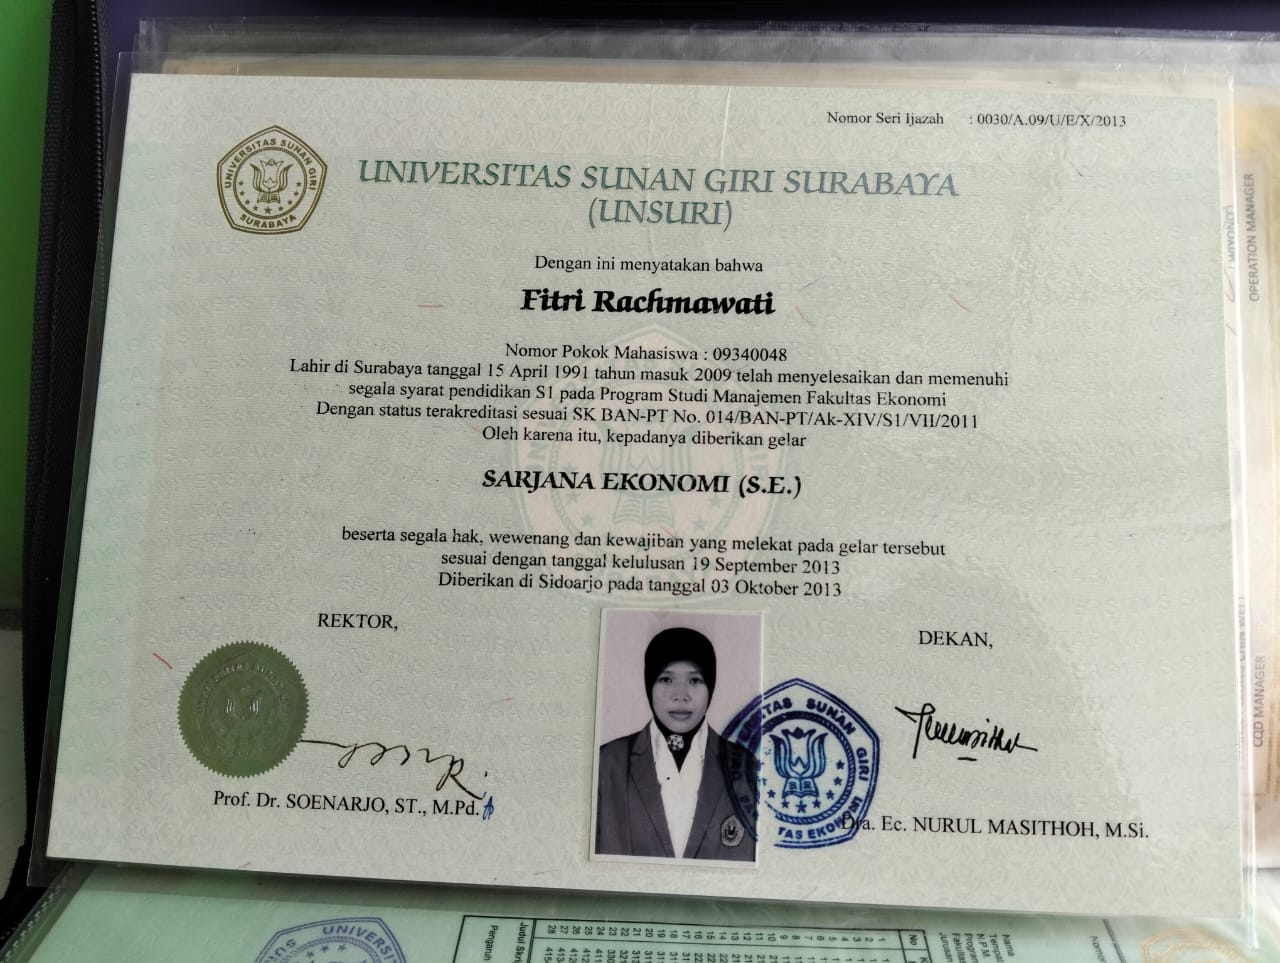 Nomor Seri Ijazah : 0030/A.09/U/E/X/2013
UNIVERSITAS SUNAN GIRI
SURABAYA
UNIVERSITAS SUNAN GIRI SURABAYA
(UNSURI)
Dengan ini menyatakan bahwa
Fitri Rachmawati
Nomor Pokok Mahasiswa : 09340048
Lahir di Surabaya tanggal 15 April 1991 tahun masuk 2009 telah menyelesaikan dan memenuhi
segala syarat pendidikan S1 pada Program Studi Manajemen Fakultas Ekonomi
Dengan status terakreditasi sesuai SK BAN-PT No. 014/BAN-PT/Ak-XIV/S1/VII/2011
Oleh karena itu, kepadanya diberikan gelar
SARJANA EKONOMI (S.E.)
beserta segala hak, wewenang dan kewajiban yang melekat pada gelar tersebut
sesuai dengan tanggal kelulusan 19 September 2013
Diberikan di Sidoarjo pada tanggal 03 Oktober 2013
REKTOR,
DEKAN,
SUNAN GIRI
Prof. Dr. SOENARJO, ST., M.Pd.
Dra. Ec. NURUL MASITHOH, M.Si.
OPERATION MANAGER
CQD MANAGER
UNIVERSI
No
Nama